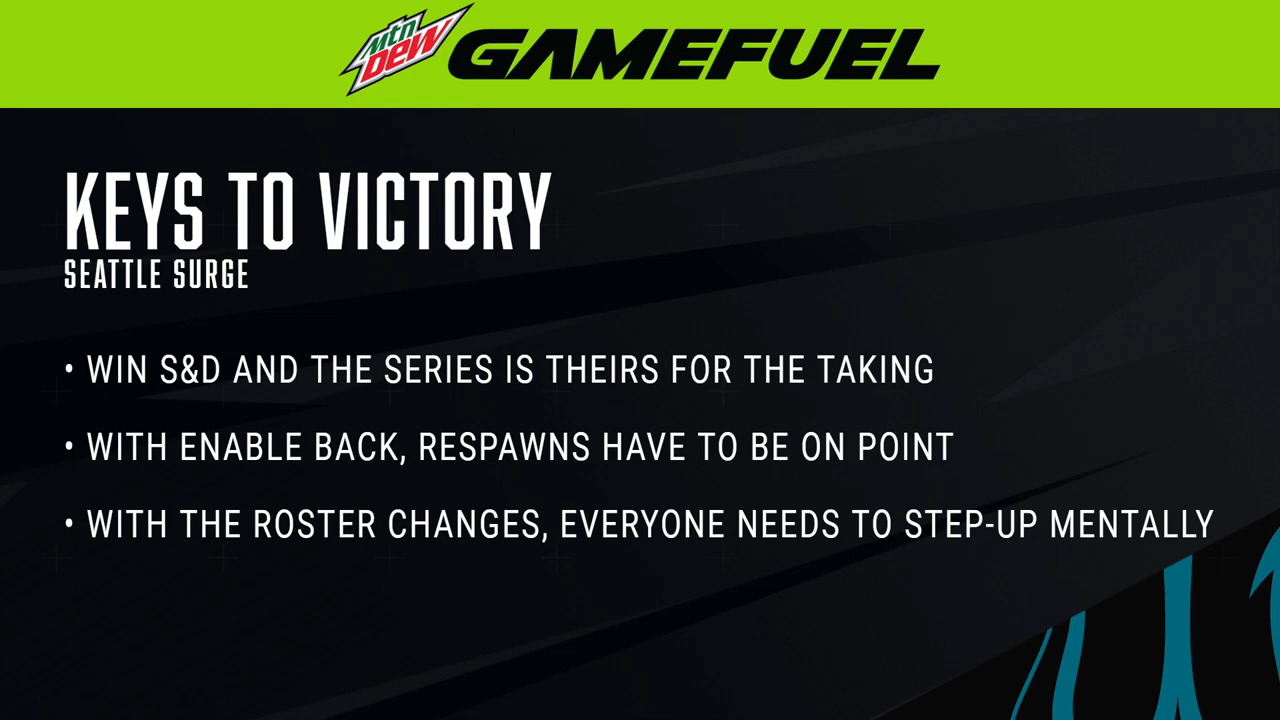 mtn
DEW GAMEFUEL
KEYS TO VICTORY
SEATTLE SURGE
• WIN S&D AND THE SERIES IS THEIRS FOR THE TAKING
• WITH ENABLE BACK, RESPAWNS HAVE TO BE ON POINT
• WITH THE ROSTER CHANGES, EVERYONE NEEDS TO STEP-UP MENTALLY